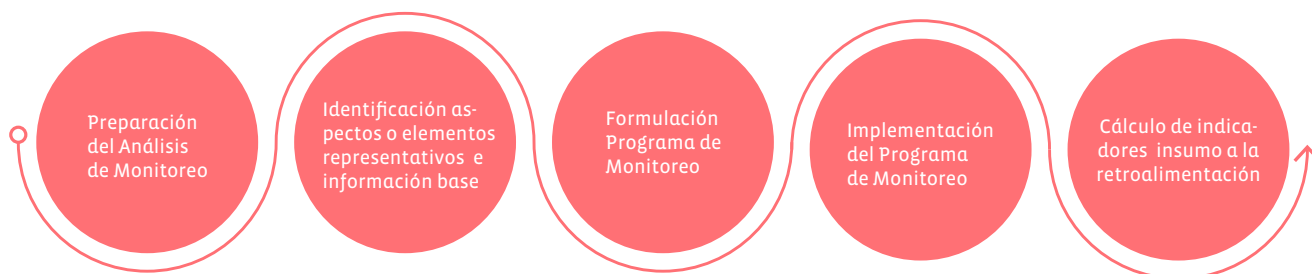 Preparación
del Análisis
de Monitoreo
Identificación as-
pectos o elementos
representativos e
información base
Formulación
Programa de
Monitoreo
Implementación
del Programa
de Monitoreo
Cálculo de indica-
dores insumo a la
retroalimentación